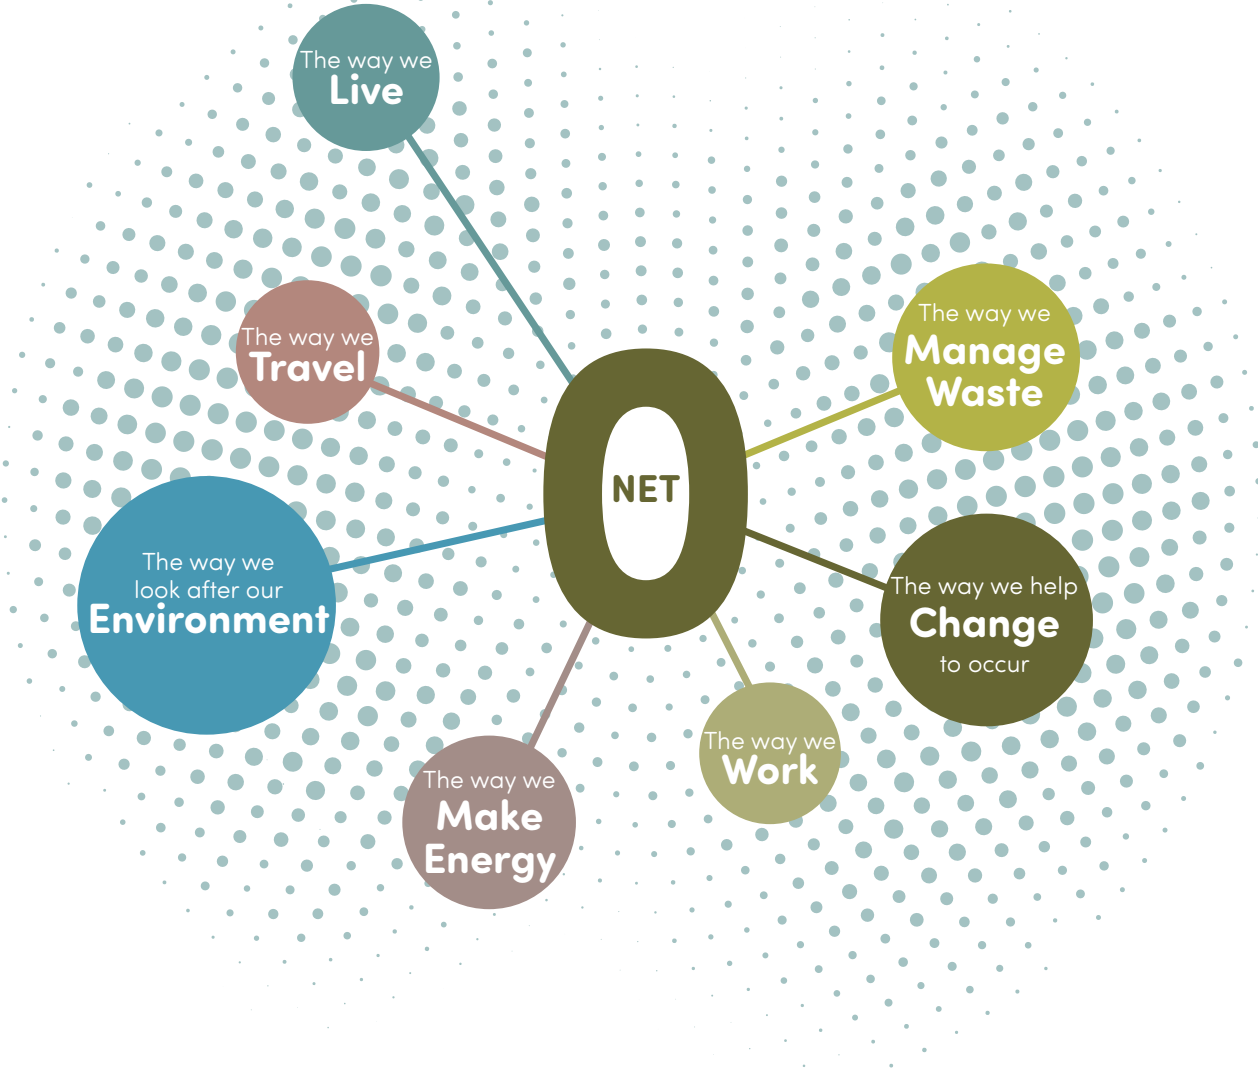 The way we
Live
The way we
Travel
The way we
Manage
Waste
NET
0
The way we
look after our
Environment
The way we help
Change
to occur
The way we
Work
The way we
Make
Energy